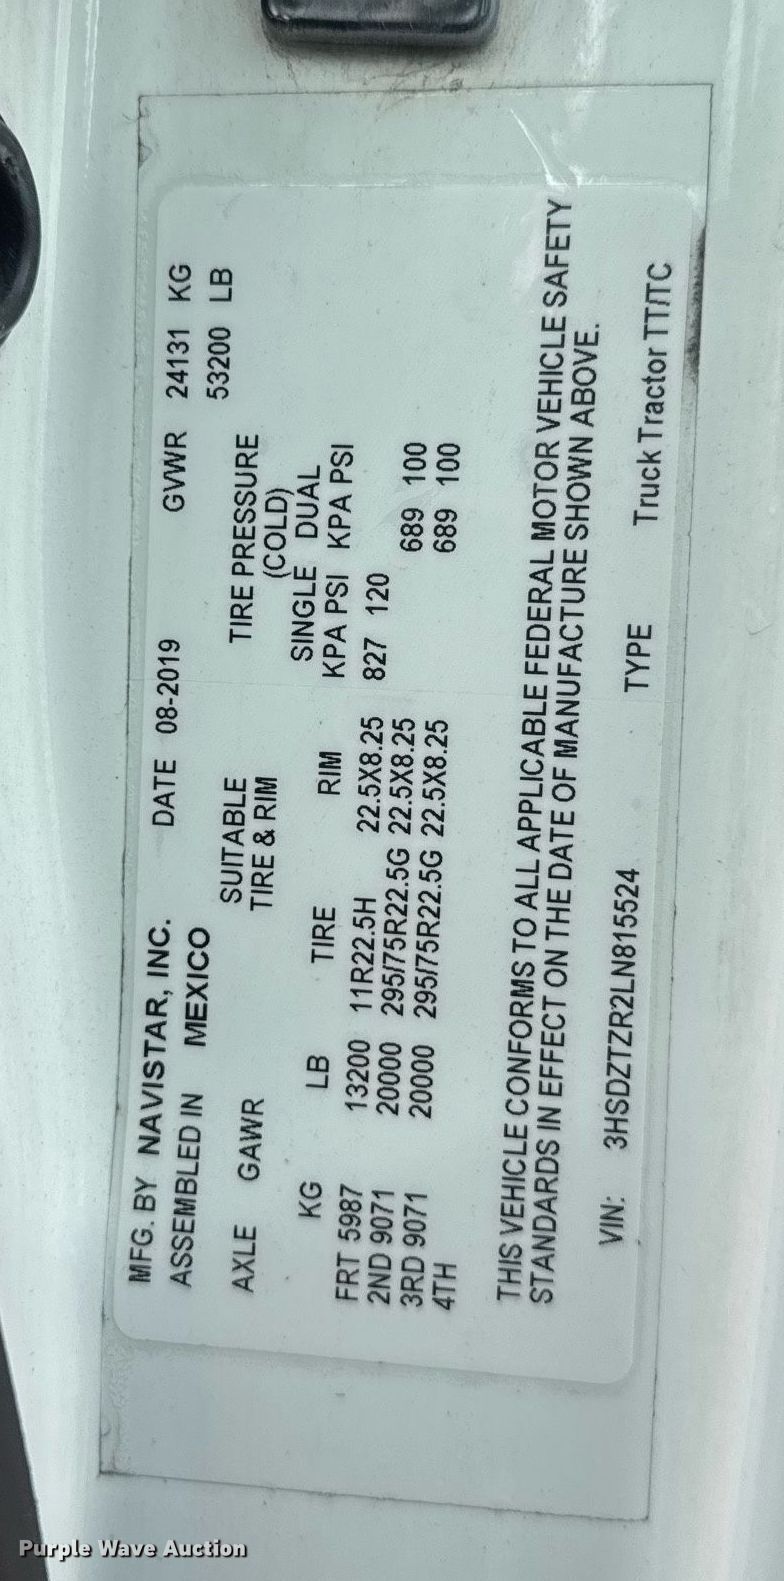 MFG. BY NAVISTAR, INC. DATE 08-2019 GVWR 24131 KG
ASSEMBLED IN MEXICO 53200 LB
AXLE GAWR SUITABLE TIRE PRESSURE
TIRE & RIM (COLD)
SINGLE DUAL
KG LB TIRE RIM KPA PSI KPA PSI
FRT 5987 13200 11R22.5H 22.5X8.25 827 120
2ND 9071 20000 295/75R22.5G 22.5X8.25 689 100
3RD 9071 20000 295/75R22.5G 22.5X8.25 689 100
4TH
THIS VEHICLE CONFORMS TO ALL APPLICABLE FEDERAL MOTOR VEHICLE SAFETY
STANDARDS IN EFFECT ON THE DATE OF MANUFACTURE SHOWN ABOVE.
VIN: 3HSDZTZR2LN815524 TYPE Truck Tractor TT/TC
Purple Wave Auction